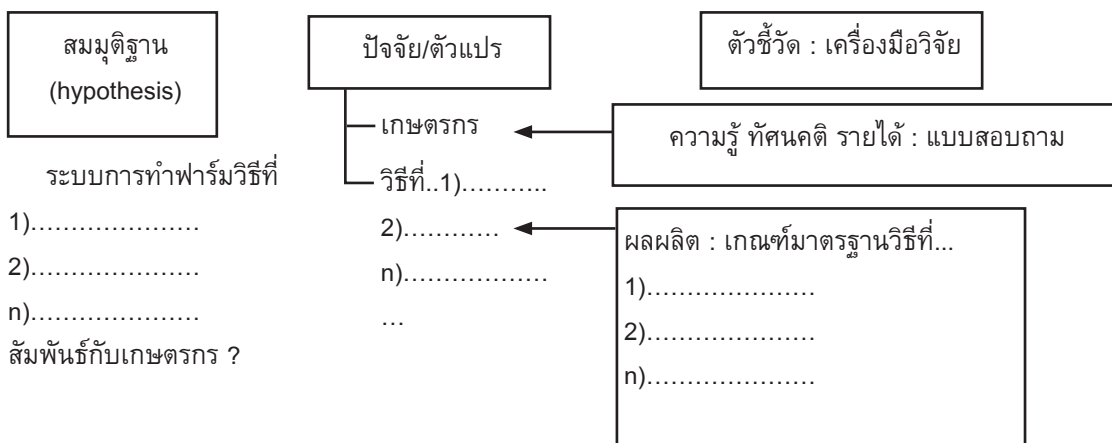 สมมุติฐาน
(hypothesis)
ระบบการทำฟาร์มวิธีที่
1)…………………
2)…………………
n)…………………
สัมพันธ์กับเกษตรกร ?
ปัจจัย/ตัวแปร
เกษตรกร
วิธีที่..1)………..
2)…………
n)………………
…
ตัวชี้วัด : เครื่องมือวิจัย
ความรู้ ทัศนคติ รายได้ : แบบสอบถาม
ผลผลิต : เกณฑ์มาตรฐานวิธีที่...
1)…………………
2)…………………
n)…………………